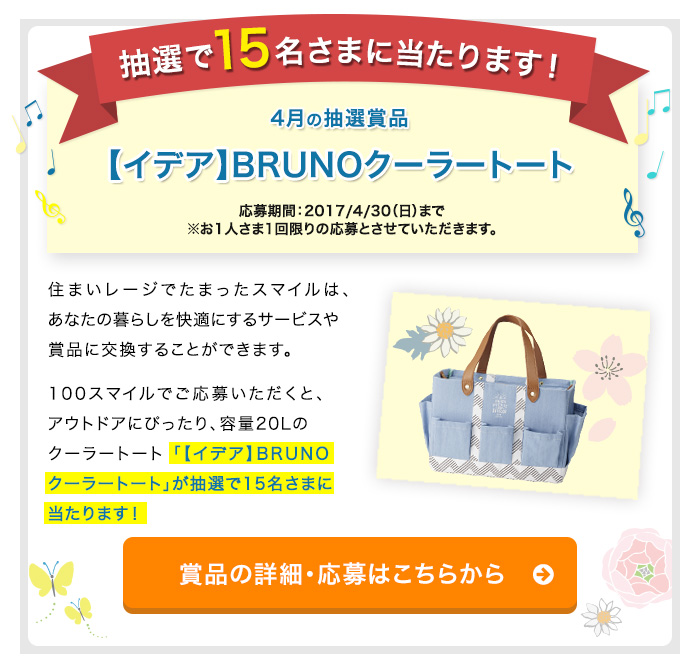 抽選で15名さまに当たります！
4月の抽選賞品
【イデア】BRUNOクーラートート
応募期間：2017/4/30（日）まで
※お1人さま1回限りの応募とさせていただきます。
住まいレージでたまったスマイルは、
あなたの暮らしを快適にするサービスや
賞品に交換することができます。
100スマイルでご応募いただくと、
アウトドアにぴったり、容量20Lの
クーラートート「【イデア】BRUNO
クーラートート」が抽選で15名さまに
当たります！
賞品の詳細・応募はこちらから